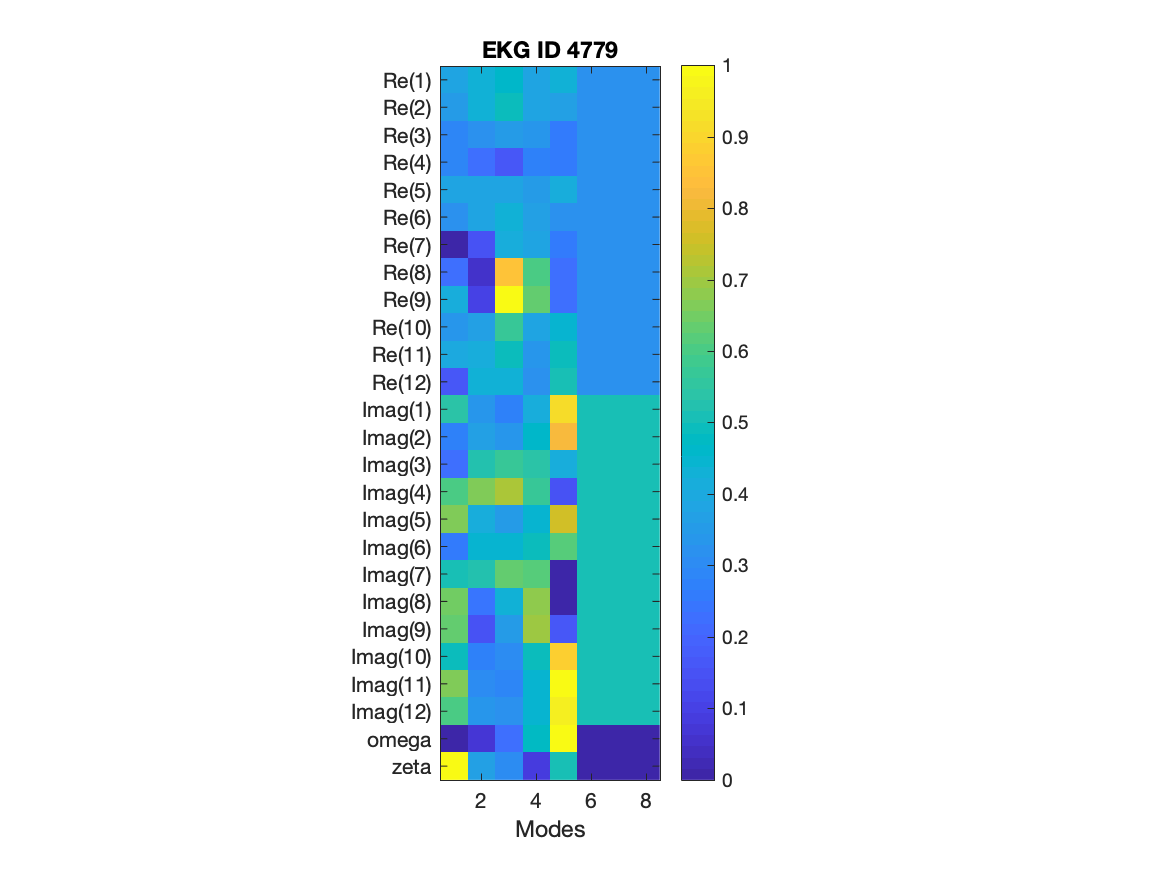 EKG ID 4779
Re(1)
Re(2)
Re(3)
Re(4)
Re(5)
Re(6)
Re(7)
Re(8)
Re(9)
Re(10)
Re(11)
Re(12)
Imag(1)
Imag(2)
Imag(3)
Imag(4)
Imag(5)
Imag(6)
Imag(7)
Imag(8)
Imag(9)
Imag(10)
Imag(11)
Imag(12)
omega
zeta
2 4 6 8
Modes
1
0.9
0.8
0.7
0.6
0.5
0.4
0.3
0.2
0.1
0